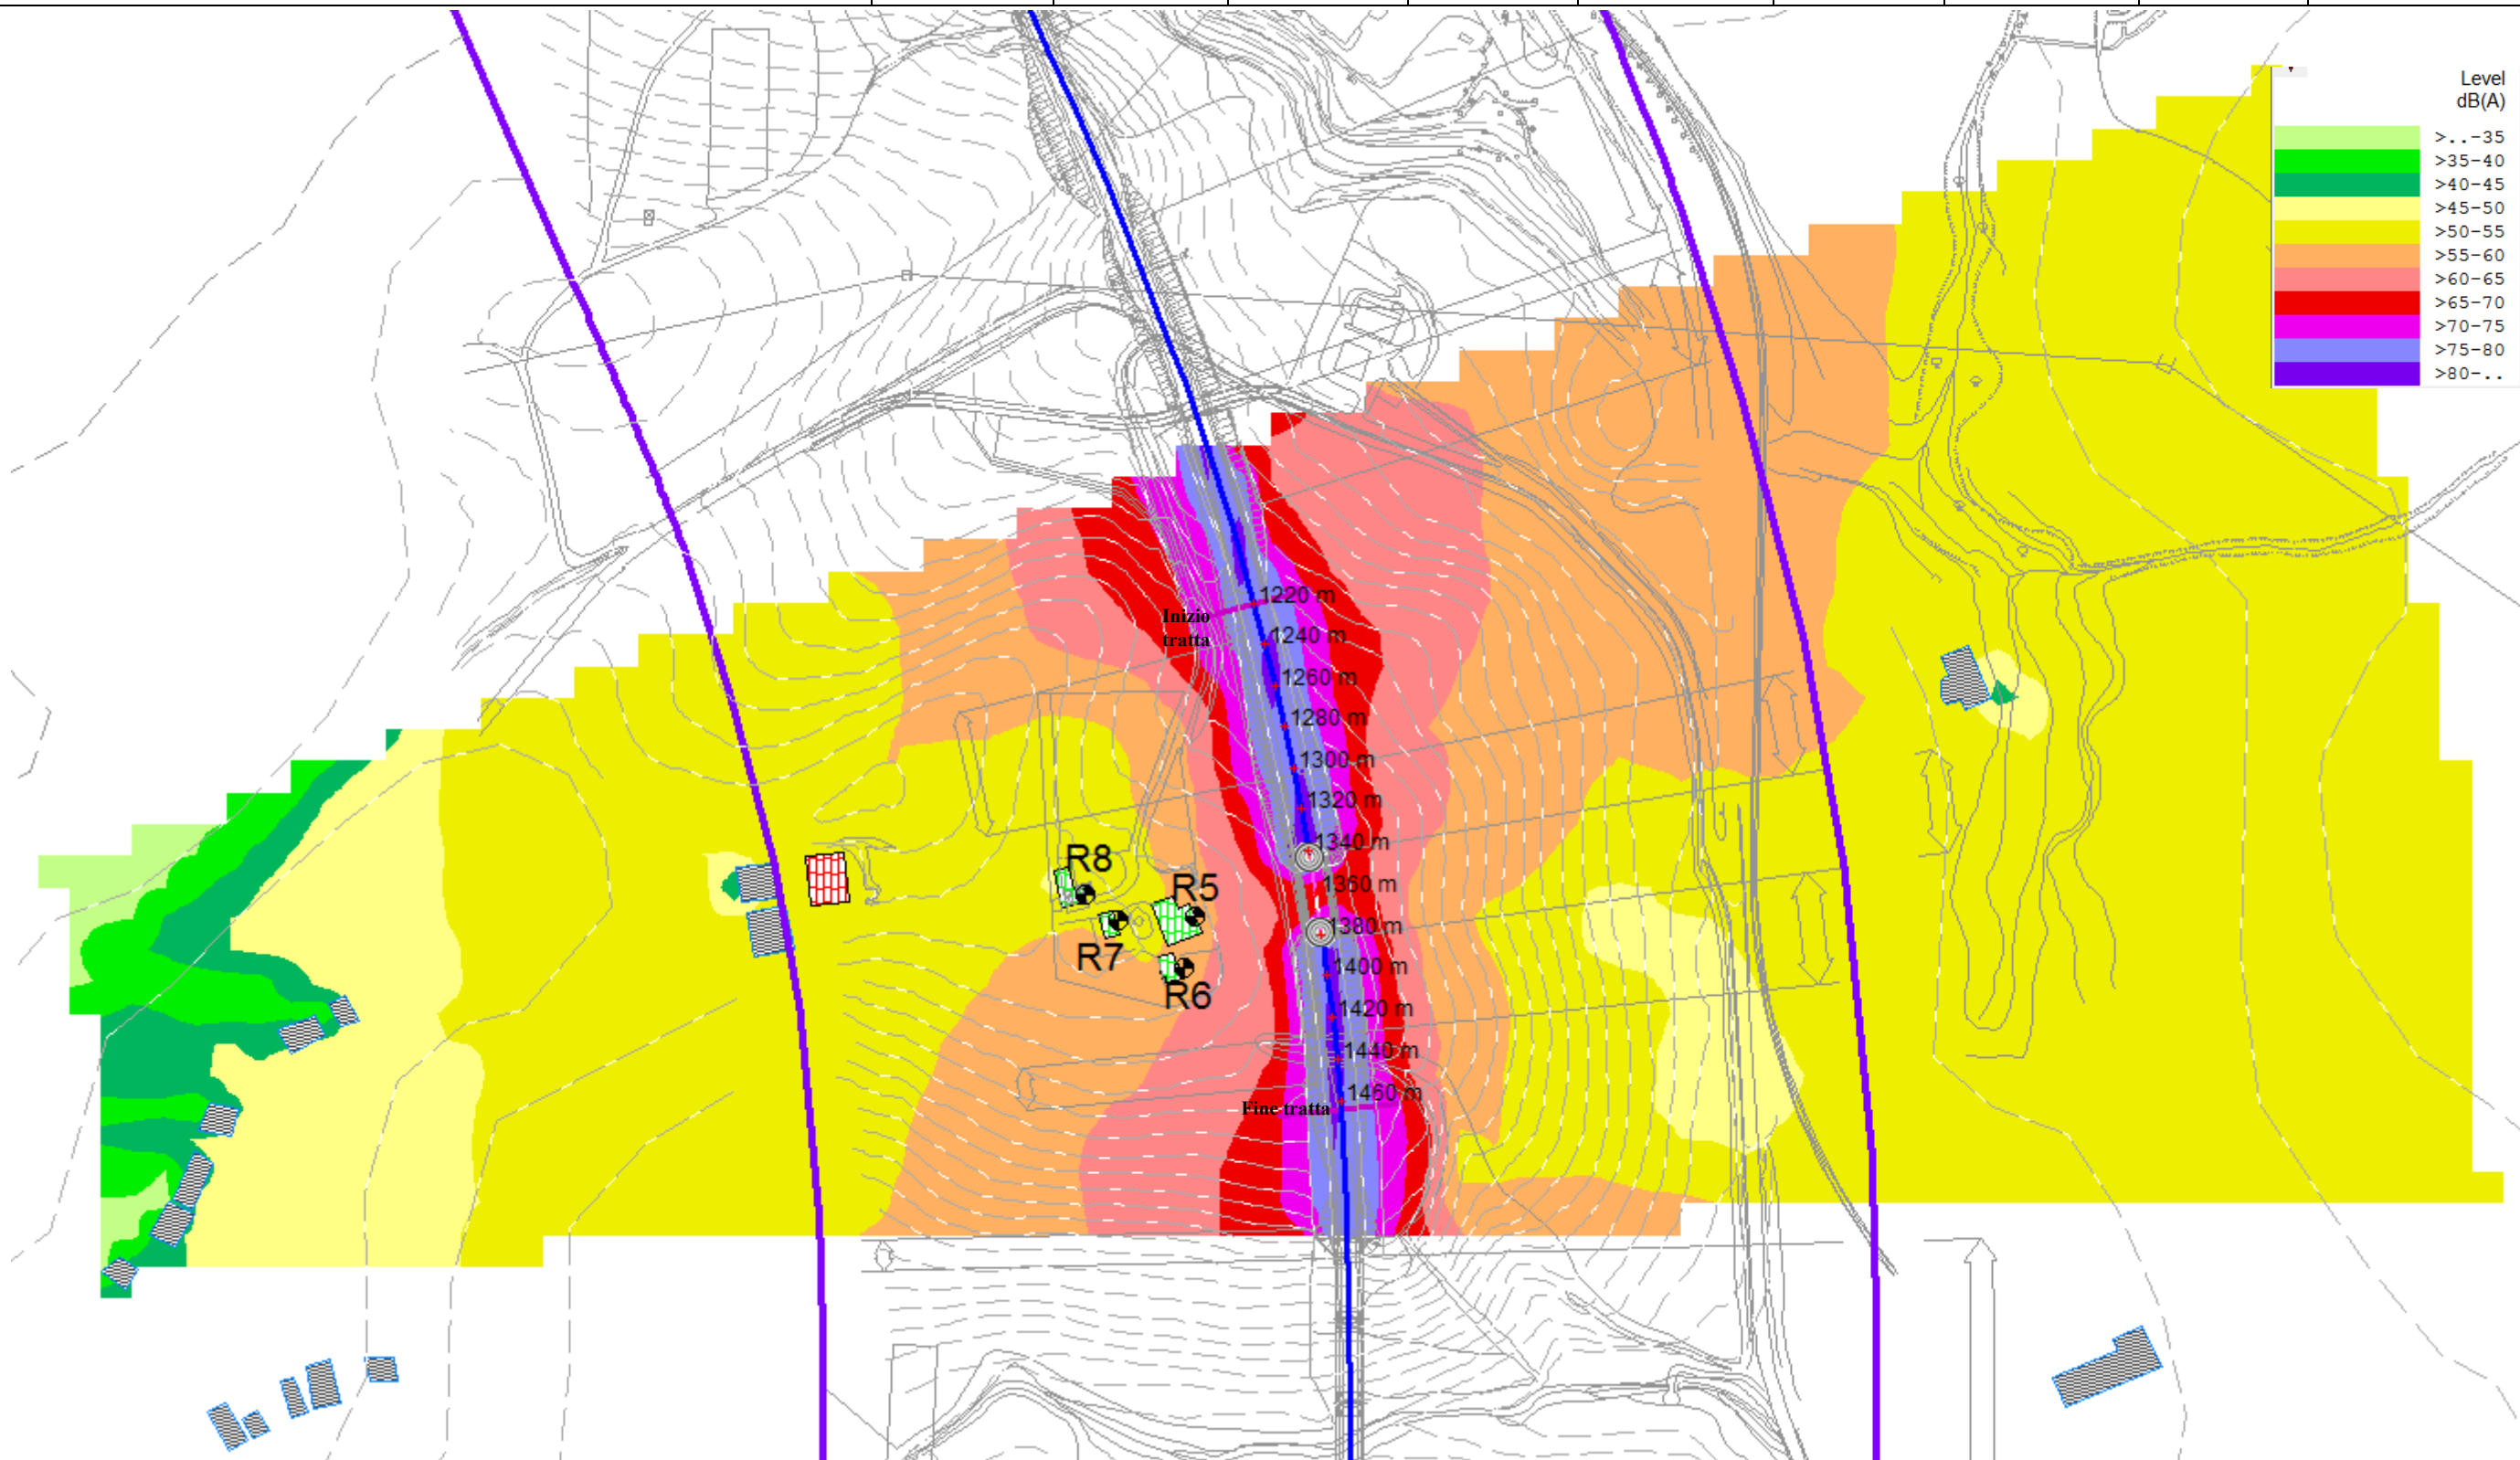 Level
dB(A)
>..-35
>35-40
>40-45
>45-50
>50-55
>55-60
>60-65
>65-70
>70-75
>75-80
>80-..
1220 m
Inizio
tratta
1240 m
1260 m
1280 m
1300 m
1320 m
1340 m
R8
1360 m
R5
1380 m
R7
1400 m
R6
1420 m
1440 m
1460 m
Fine tratta